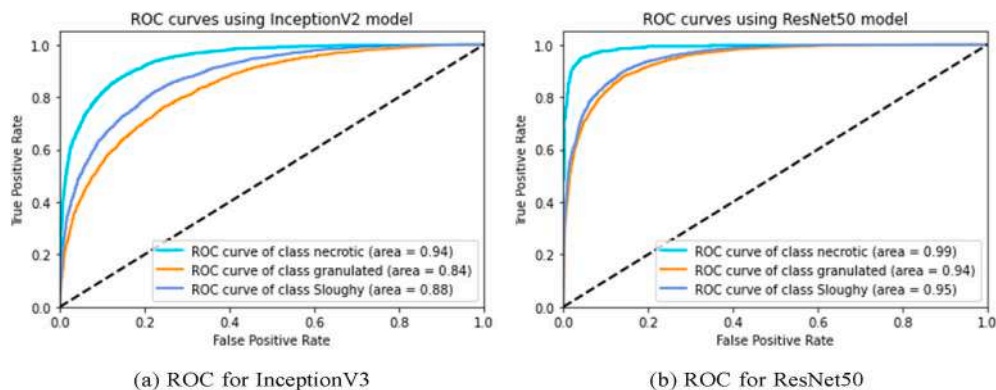 ROC curves using InceptionV2 model
1.0
0.8
0.6
0.4
0.2
0.0
True Positive Rate
ROC curve of class necrotic (area = 0.94)
ROC curve of class granulated (area = 0.84)
ROC curve of class Sloughy (area = 0.88)
0.0 0.2 0.4 0.6 0.8 1.0
False Positive Rate
(a) ROC for InceptionV3
ROC curves using ResNet50 model
1.0
0.8
0.6
0.4
0.2
0.0
True Positive Rate
ROC curve of class necrotic (area = 0.99)
ROC curve of class granulated (area = 0.94)
ROC curve of class Sloughy (area = 0.95)
0.0 0.2 0.4 0.6 0.8 1.0
False Positive Rate
(b) ROC for ResNet50